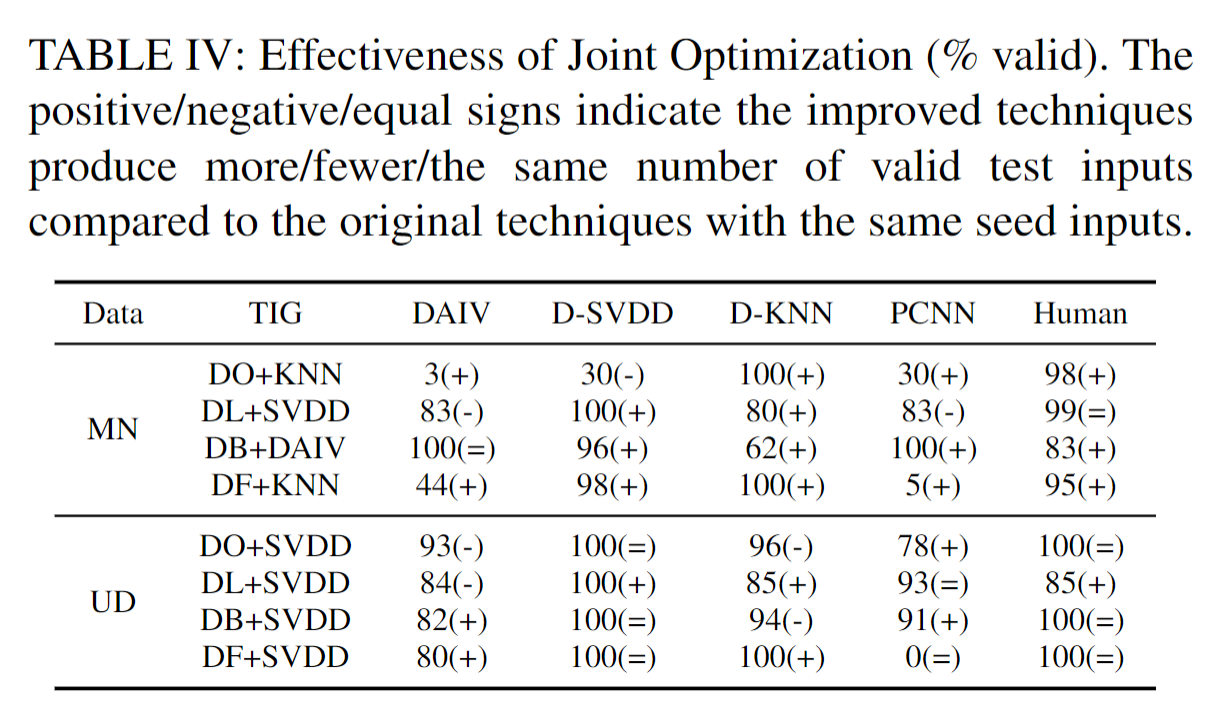 TABLE IV: Effectiveness of Joint Optimization (% valid). The
positive/negative/equal signs indicate the improved techniques
produce more/fewer/the same number of valid test inputs
compared to the original techniques with the same seed inputs.
Data TIG DAIV D-SVDD D-KNN PCNN Human
MN
DO+KNN 3(+) 30(-) 100(+) 30(+) 98(+)
DL+SVDD 83(-) 100(+) 80(+) 83(-) 99(=)
DB+DAIV 100(=) 96(+) 62(+) 100(+) 83(+)
DF+KNN 44(+) 98(+) 100(+) 5(+) 95(+)
UD
DO+SVDD 93(-) 100(=) 96(-) 78(+) 100(=)
DL+SVDD 84(-) 100(+) 85(+) 93(=) 85(+)
DB+SVDD 82(+) 100(=) 94(-) 91(+) 100(=)
DF+SVDD 80(+) 100(=) 100(+) 0(=) 100(=)